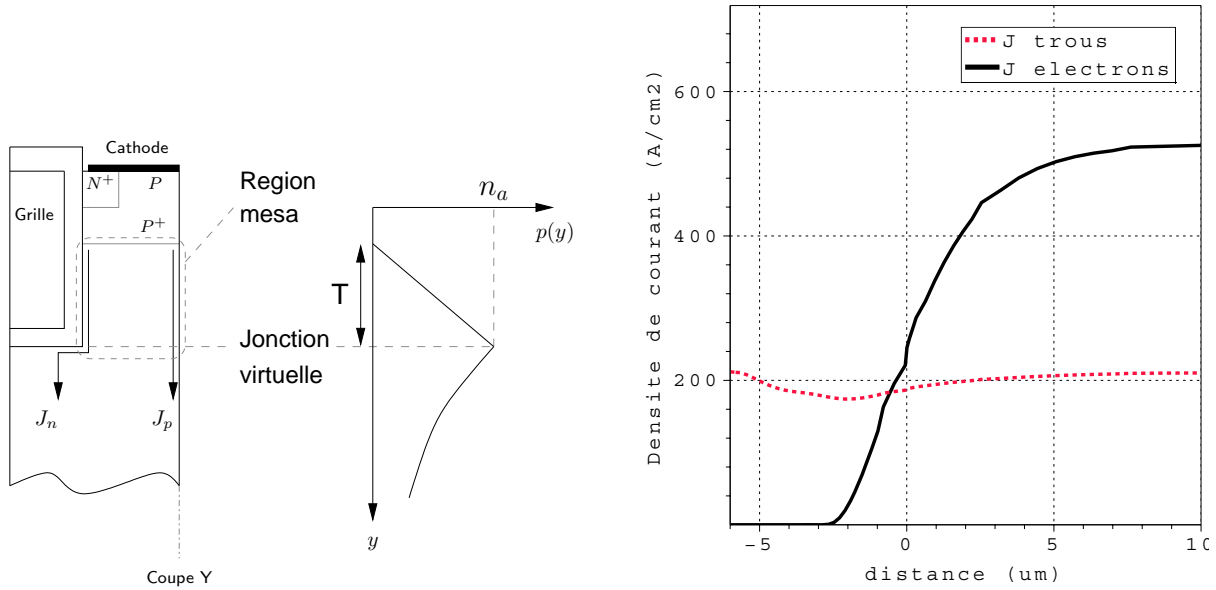 Cathode
N+
P
Grille
P+
Region
mesa
n_a
p(y)
T
Jonction
virtuelle
J_n
J_p
y
Coupe Y
J trous
J electrons
Densite de courant (A/cm2)
600
400
200
-5
0
5
10
distance (um)